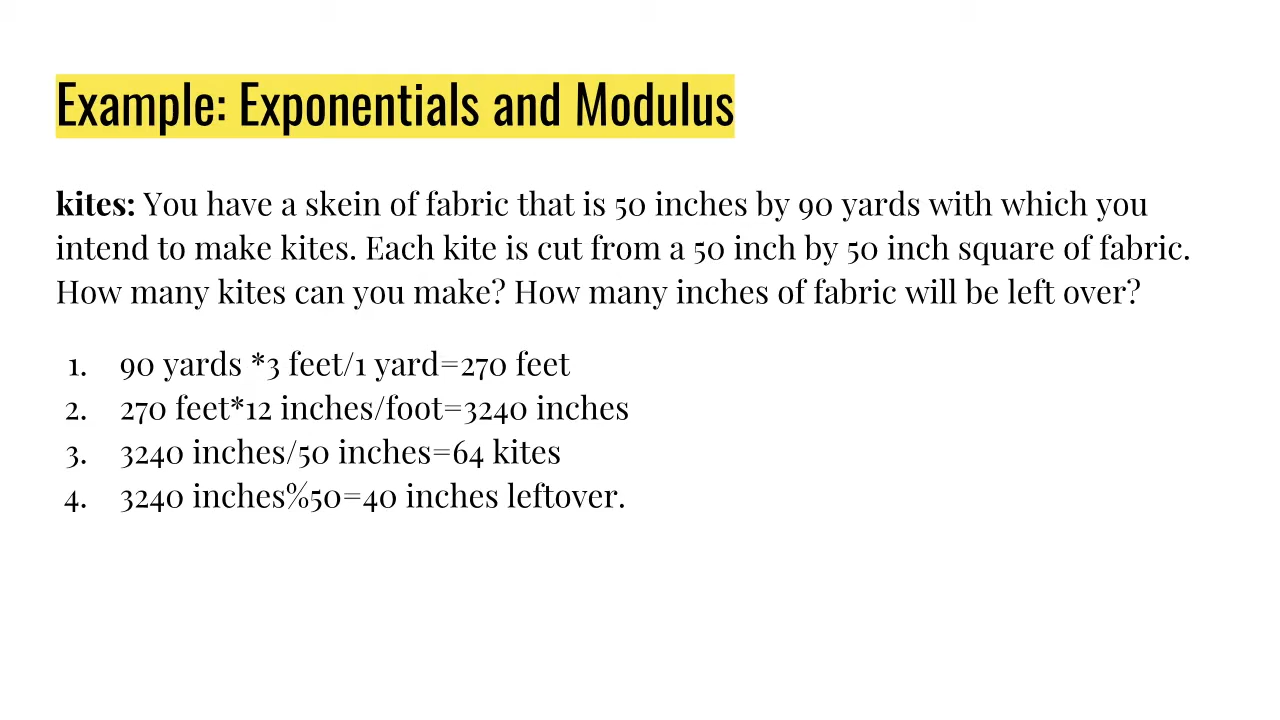 Example: Exponentials and Modulus
kites: You have a skein of fabric that is 50 inches by 90 yards with which you
intend to make kites. Each kite is cut from a 50 inch by 50 inch square of fabric.
How many kites can you make? How many inches of fabric will be left over?
1. 90 yards *3 feet/1 yard=270 feet
2. 270 feet*12 inches/foot=3240 inches
3. 3240 inches/50 inches=64 kites
4. 3240 inches%50=40 inches leftover.